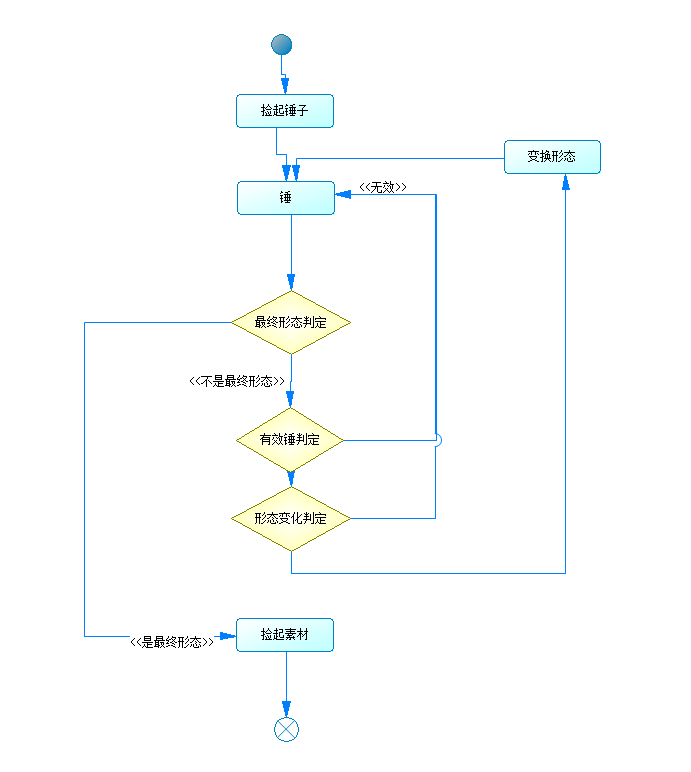 捡起锤子
变换形态
<<无效>>
锤
最终形态判定
<<不是最终形态>>
有效锤判定
形态变化判定
捡起素材
<<是最终形态>>